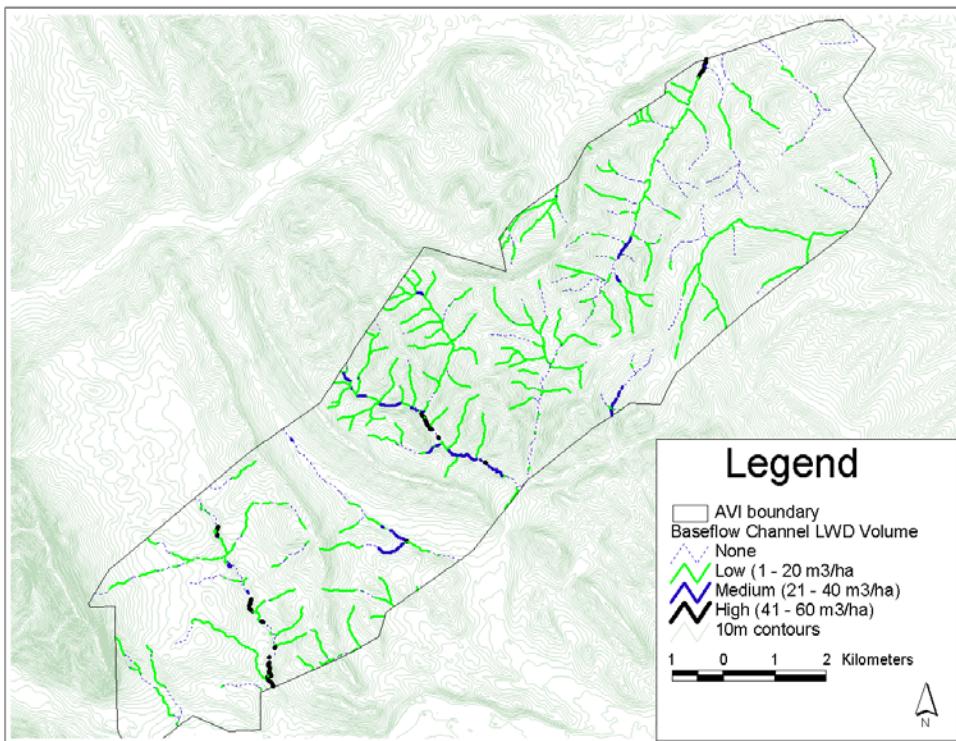 Legend
AVI boundary
Baseflow Channel LWD Volume
None
Low (1 - 20 m3/ha
Medium (21 - 40 m3/ha)
High (41 - 60 m3/ha)
10m contours
1 0 1 2 Kilometers
N